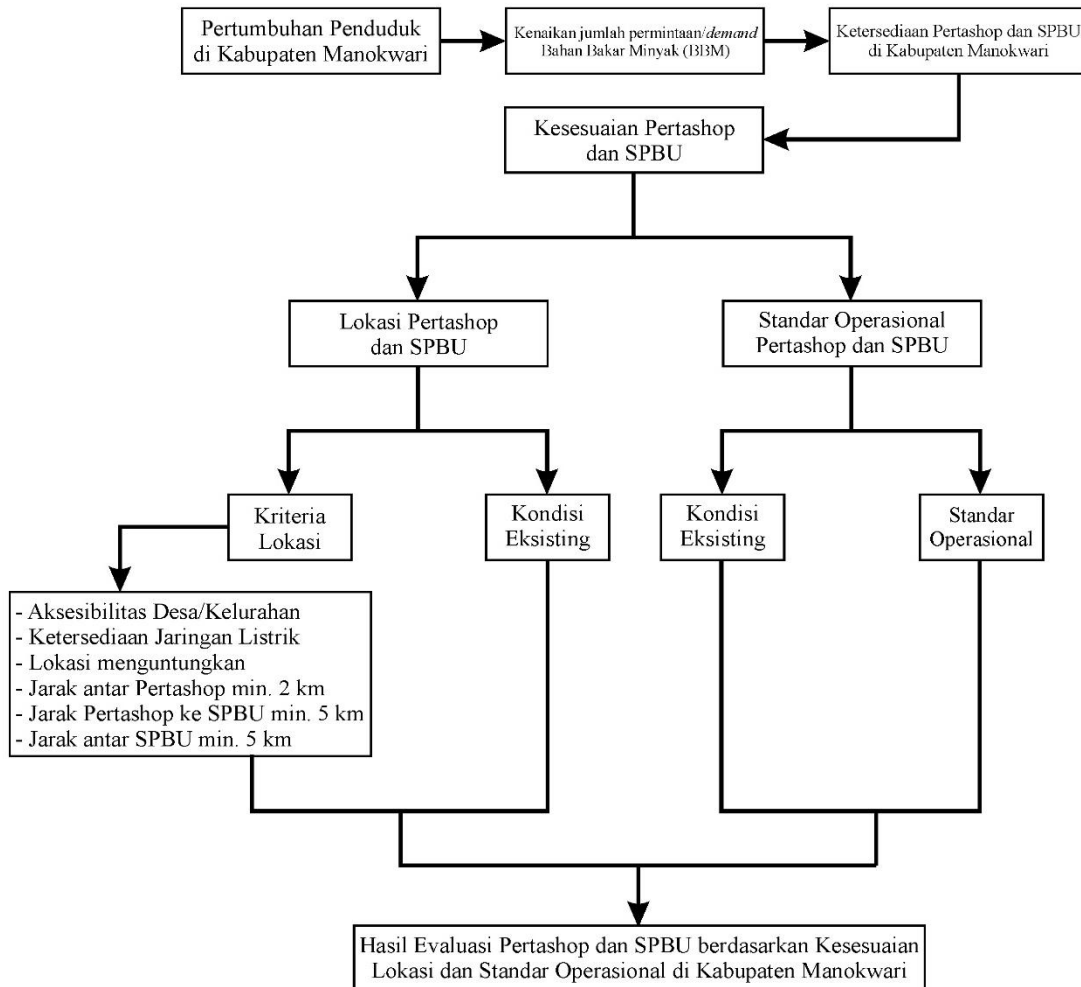 Pertumbuhan Penduduk
di Kabupaten Manokwari
Kenaikan jumlah permintaan/demand
Bahan Bakar Minyak (BBM)
Ketersediaan Pertashop dan SPBU
di Kabupaten Manokwari
Kesesuaian Pertashop
dan SPBU
Lokasi Pertashop
dan SPBU
Standar Operasional
Pertashop dan SPBU
Kriteria
Lokasi
Kondisi
Eksisting
Kondisi
Eksisting
Standar
Operasional
- Aksesibilitas Desa/Kelurahan
- Ketersediaan Jaringan Listrik
- Lokasi menguntungkan
- Jarak antar Pertashop min. 2 km
- Jarak Pertashop ke SPBU min. 5 km
- Jarak antar SPBU min. 5 km
Hasil Evaluasi Pertashop dan SPBU berdasarkan Kesesuaian
Lokasi dan Standar Operasional di Kabupaten Manokwari